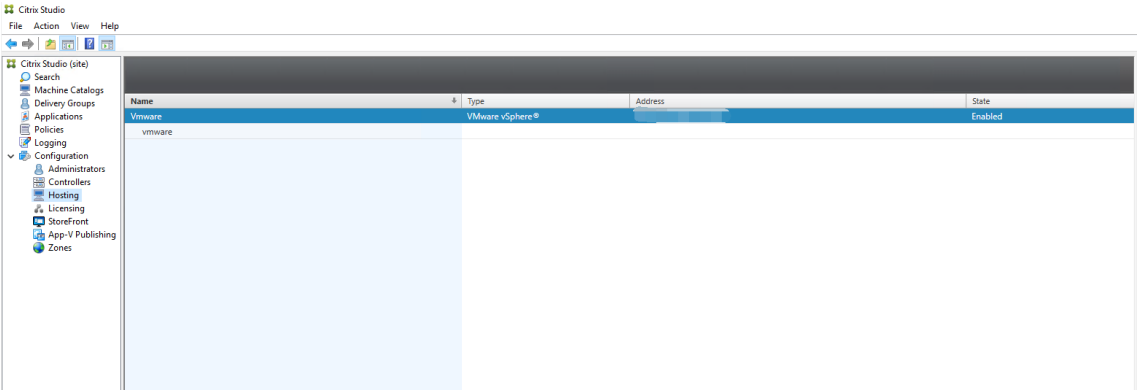 Citrix Studio
File Action View Help
Citrix Studio (site)
Search
Machine Catalogs
Delivery Groups
Applications
Policies
Logging
Configuration
Administrators
Controllers
Hosting
Licensing
StoreFront
App-V Publishing
Zones
Name Type Address State
Vmware VMware vSphere® Enabled
vmware